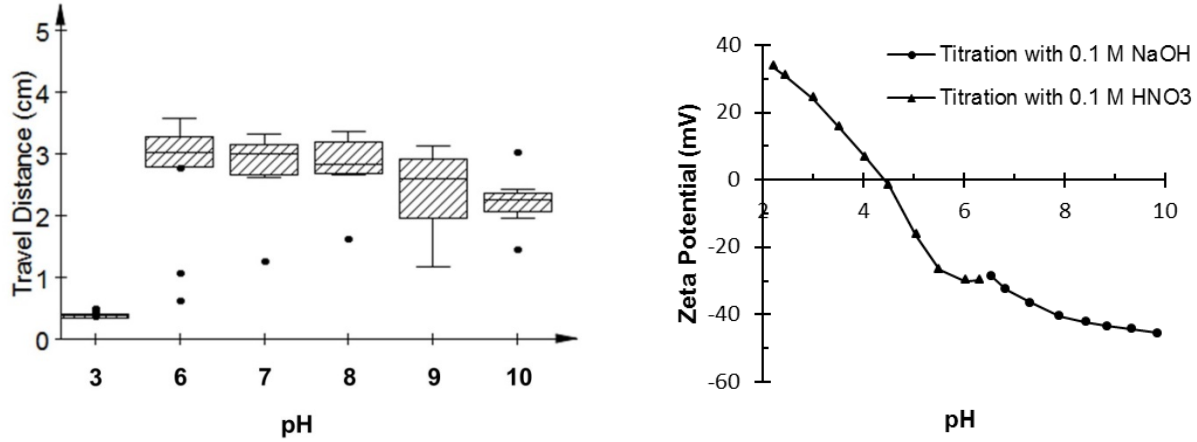 Travel Distance (cm)
5
4
3
2
1
0
3 6 7 8 9 10
pH
Zeta Potential (mV)
40
20
0
-20
-40
-60
2 4 6 8 10
pH
Titration with 0.1 M NaOH
Titration with 0.1 M HNO3